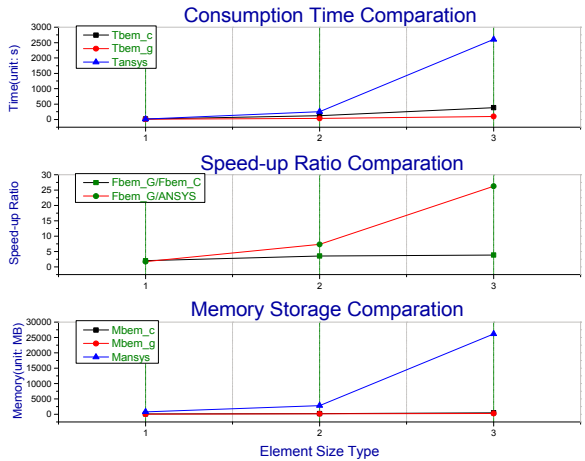 Consumption Time Comparation
Time(unit: s)
3000
2500
2000
1500
1000
500
0
Tbem_c
Tbem_g
Tansys
1
2
3
Speed-up Ratio Comparation
Speed-up Ratio
30
25
20
15
10
5
0
Fbem_G/Fbem_C
Fbem_G/ANSYS
1
2
3
Memory Storage Comparation
Memory(unit: MB)
30000
25000
20000
15000
10000
5000
0
Mbem_c
Mbem_g
Mansys
1
2
3
Element Size Type